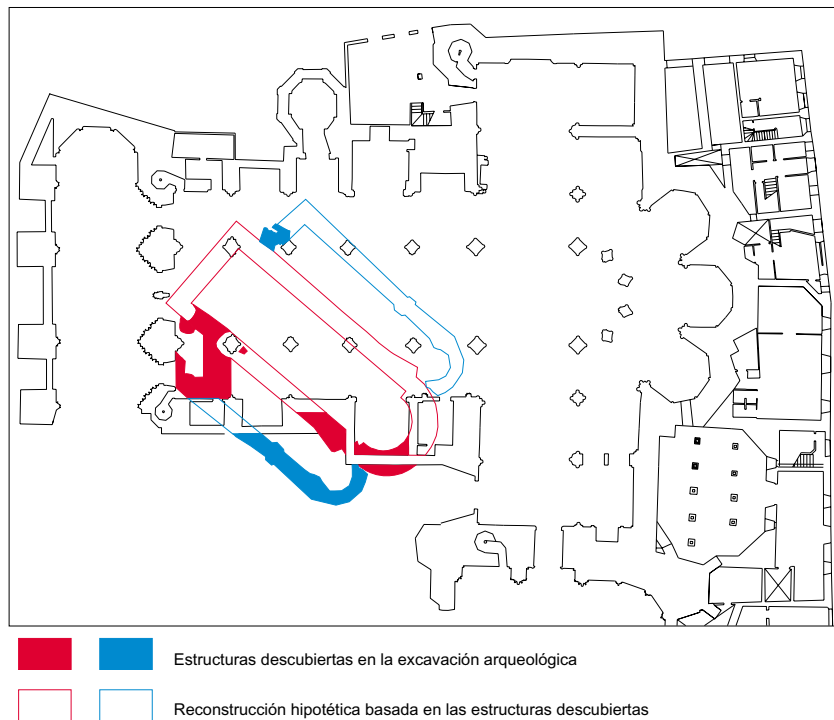 Estructuras descubiertas en la excavación arqueológica
Reconstrucción hipotética basada en las estructuras descubiertas